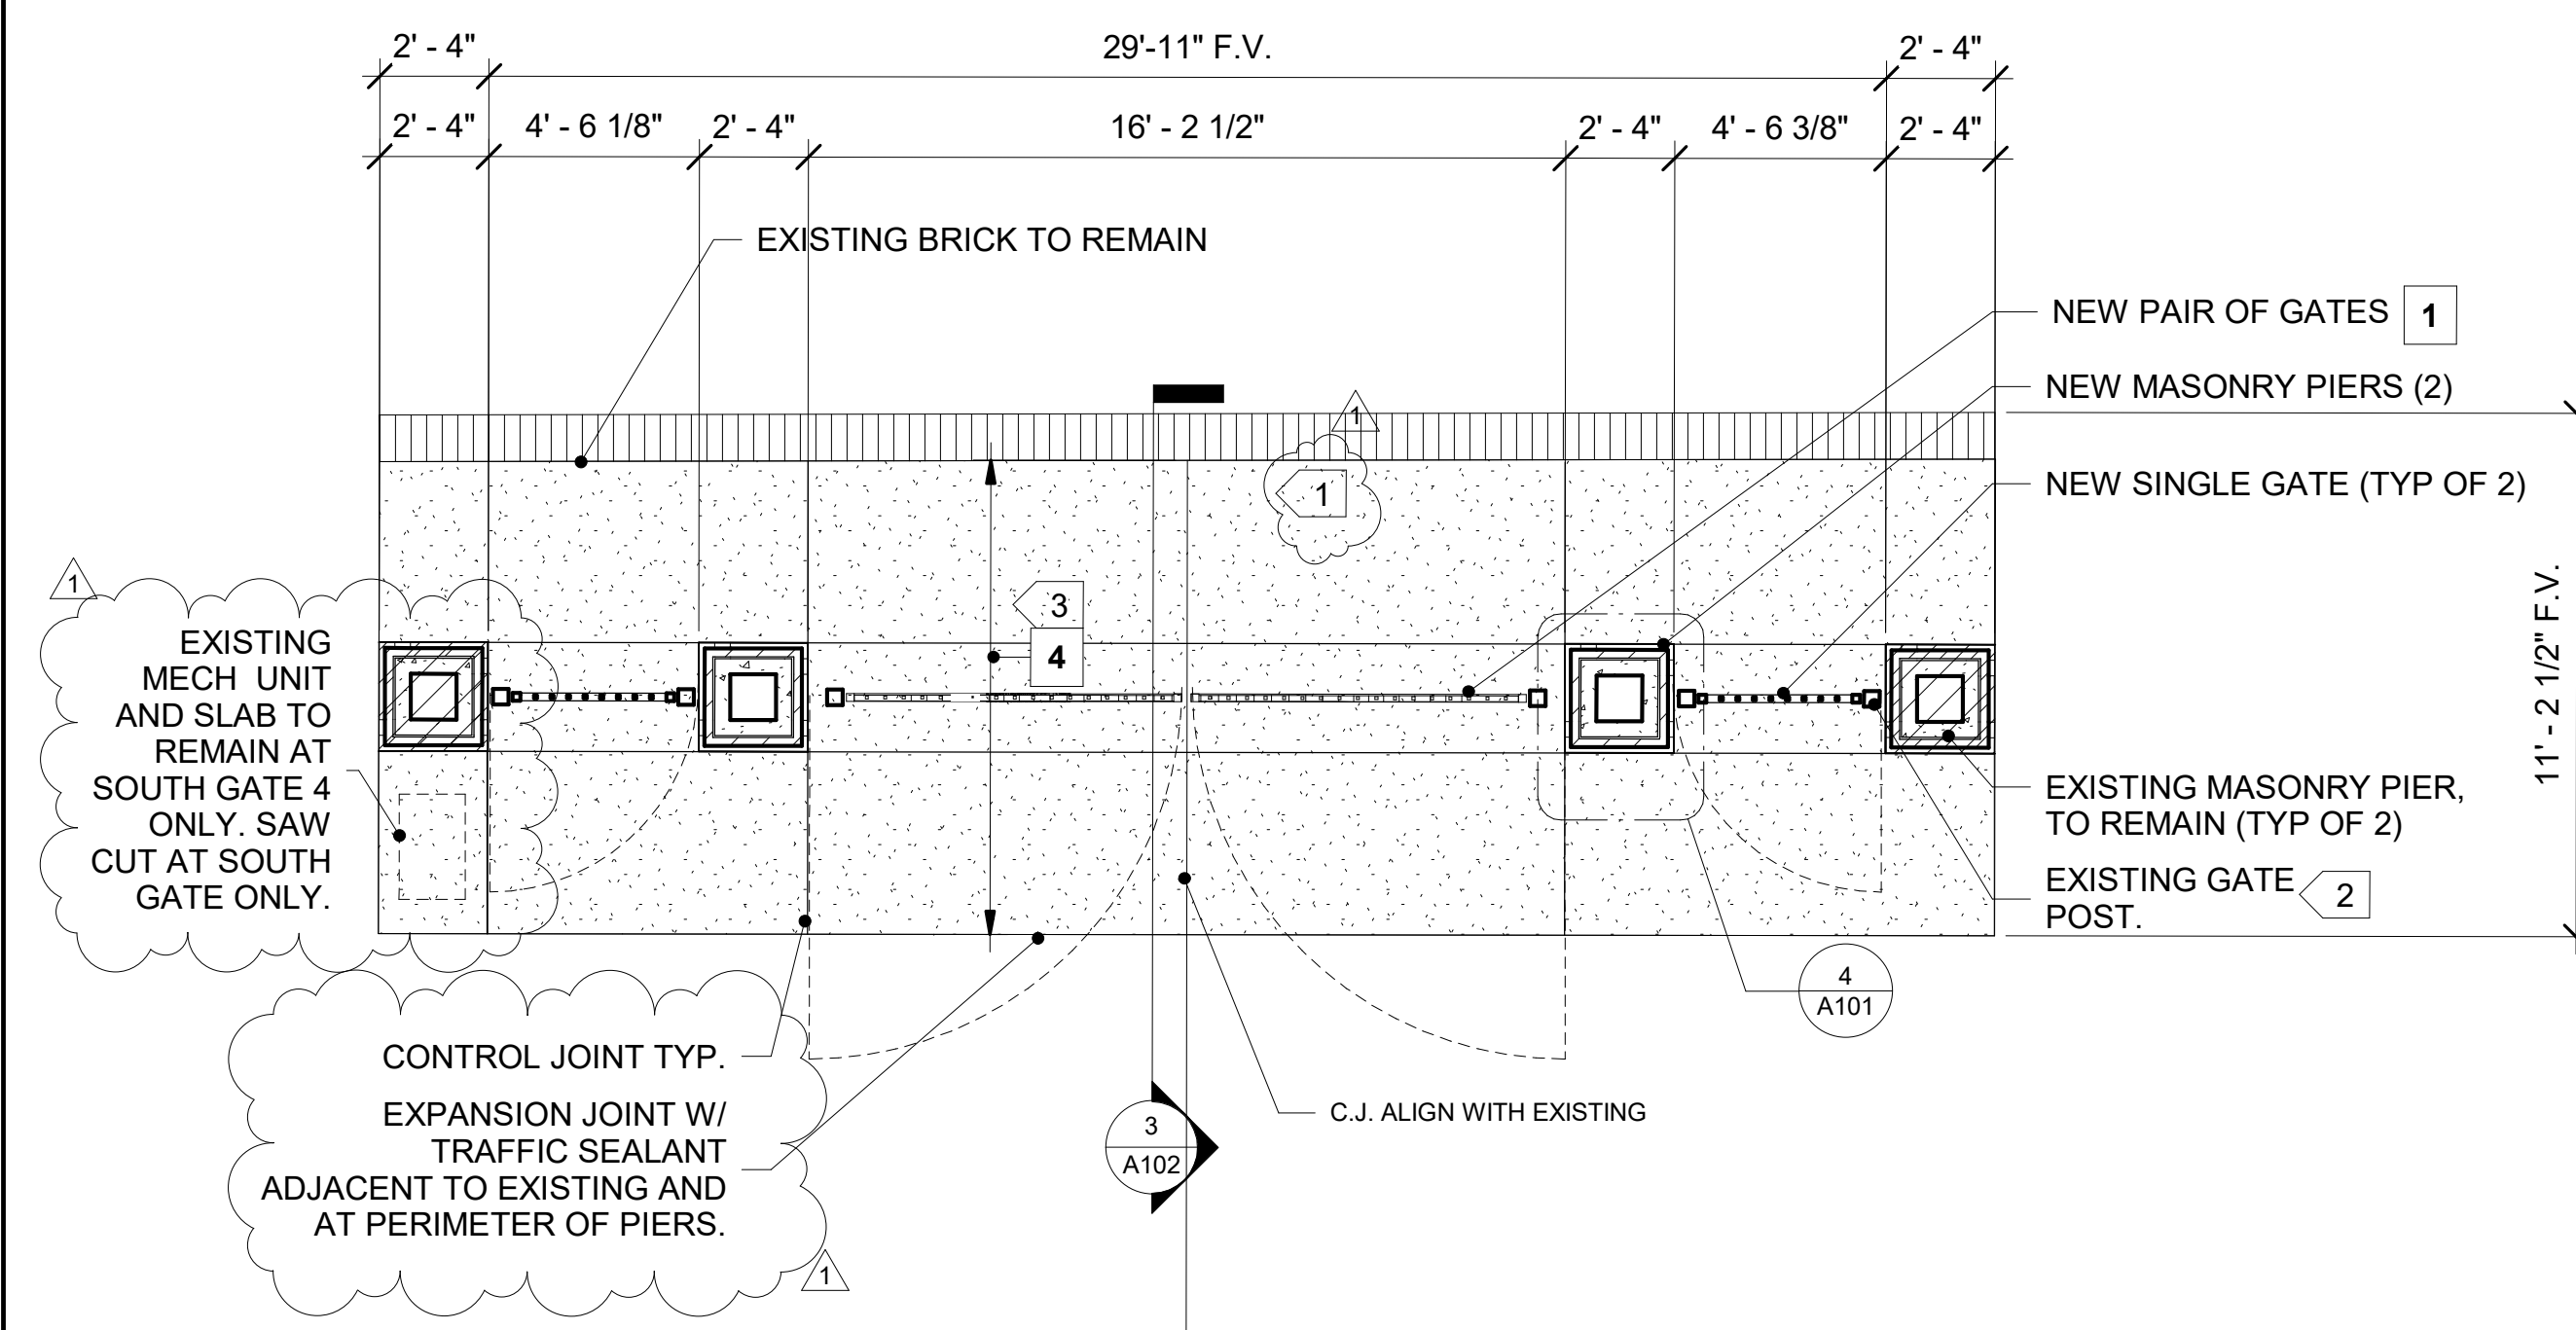 2' - 4"
29'-11" F.V.
2' - 4"
2' - 4"
4' - 6 1/8"
2' - 4"
16' - 2 1/2"
2' - 4"
4' - 6 3/8"
2' - 4"
EXISTING BRICK TO REMAIN
NEW PAIR OF GATES 1
NEW MASONRY PIERS (2)
NEW SINGLE GATE (TYP OF 2)
1
1
3
4
11' - 2 1/2" F.V.
1
EXISTING
MECH UNIT
AND SLAB TO
REMAIN AT
SOUTH GATE 4
ONLY. SAW
CUT AT SOUTH
GATE ONLY.
EXISTING MASONRY PIER,
TO REMAIN (TYP OF 2)
EXISTING GATE
POST.
2
4
A101
CONTROL JOINT TYP.
EXPANSION JOINT W/
TRAFFIC SEALANT
ADJACENT TO EXISTING AND
AT PERIMETER OF PIERS.
1
3
A102
C.J. ALIGN WITH EXISTING